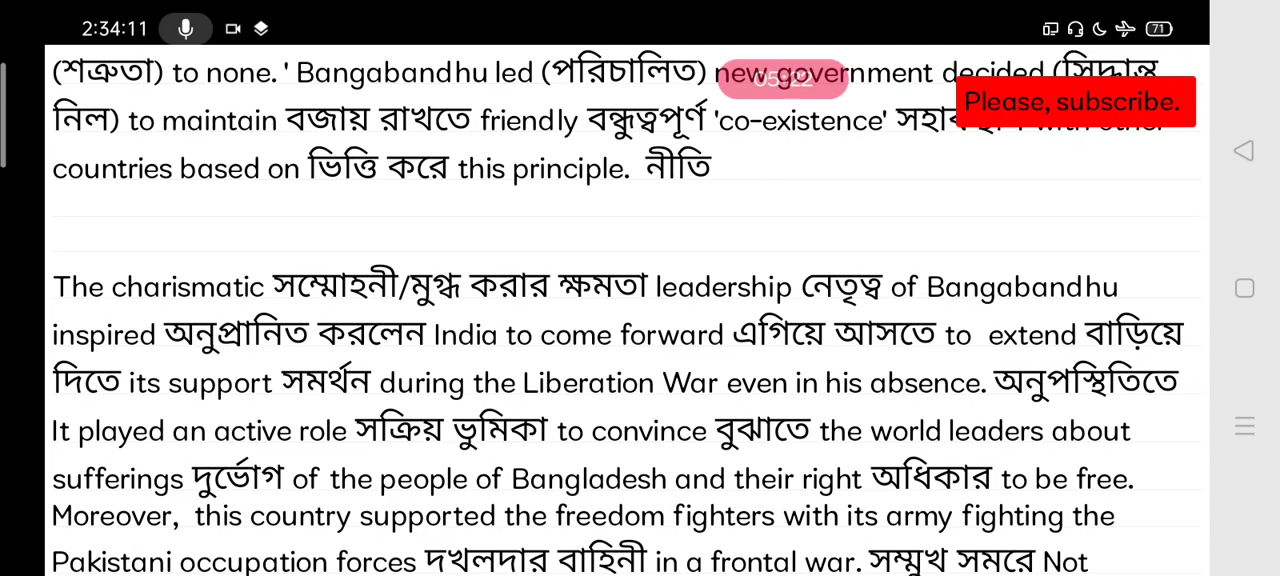 2:34:11
71
(শত্রুতা) to none. ' Bangabandhu led (পরিচালিত) new government decided (সিদ্ধান্ত
05:22
Please, subscribe.
নিল) to maintain বজায় রাখতে friendly বন্ধুত্বপূর্ণ 'co-existence' with other
countries based on ভিত্তি করে this principle. নীতি
The charismatic সম্মোহনী/মুগ্ধ করার ক্ষমতা leadership নেতৃত্ব of Bangabandhu
inspired অনুপ্রানিত করলেন India to come forward এগিয়ে আসতে to extend বাড়িয়ে
দিতে its support সমর্থন during the Liberation War even in his absence. অনুপস্থিতিতে
It played an active role সক্রিয় ভুমিকা to convince বুঝাতে the world leaders about
sufferings দুর্ভোগ of the people of Bangladesh and their right অধিকার to be free.
Moreover, this country supported the freedom fighters with its army fighting the
Pakistani occupation forces দখলদার বাহিনী in a frontal war. সম্মুখ সমরে Not